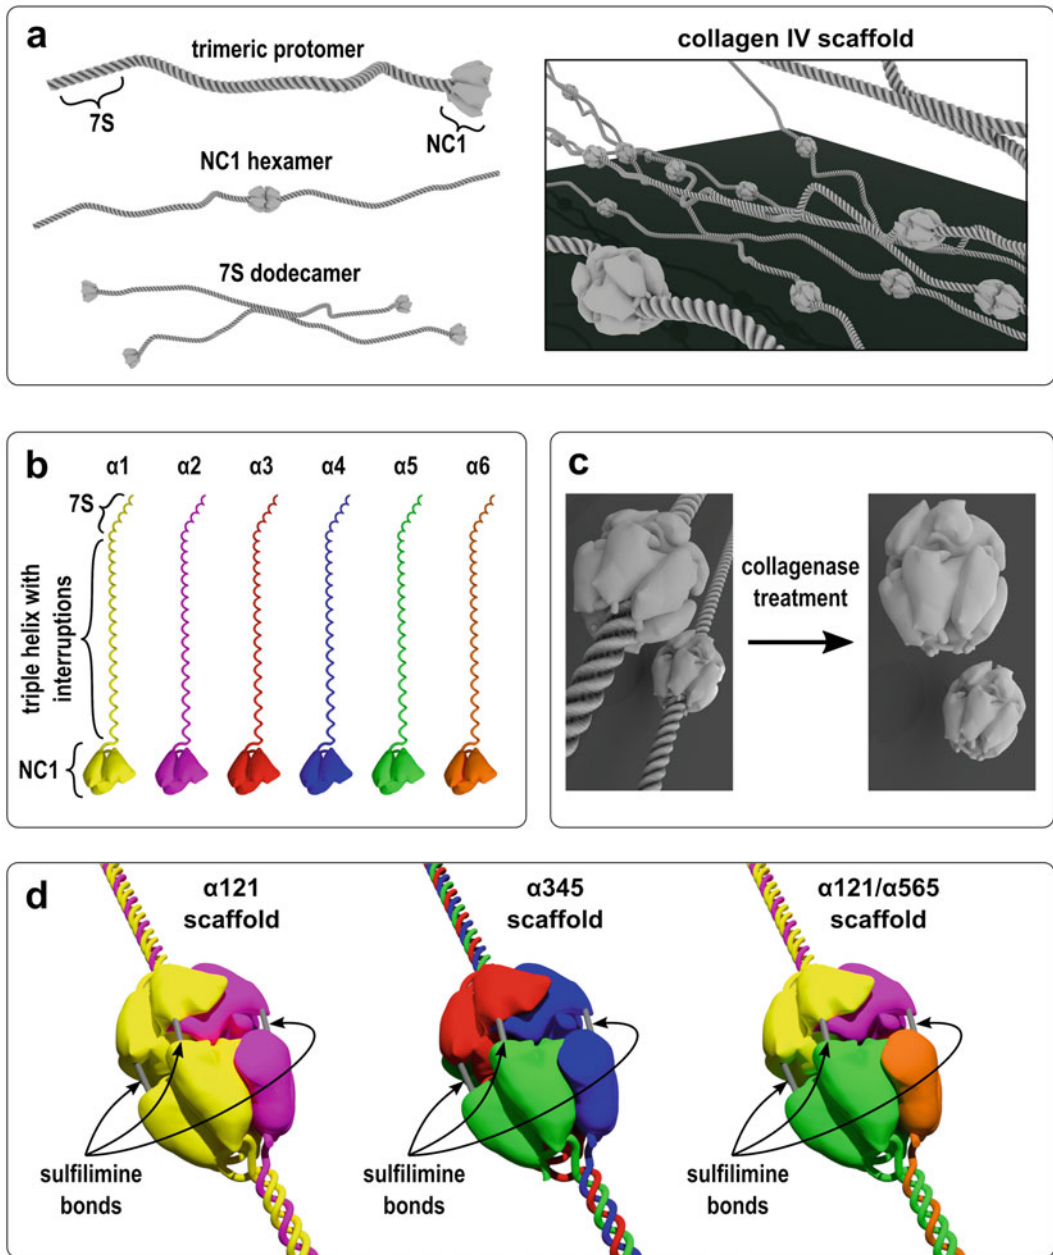 a
trimeric protomer
7S
NC1
NC1 hexamer
7S dodecamer
collagen IV scaffold
b
α1 α2 α3 α4 α5 α6
7S
triple helix with
interruptions
NC1
c
collagenase
treatment
d
α121
scaffold
sulfilimine
bonds
α345
scaffold
sulfilimine
bonds
α121/α565
scaffold
sulfilimine
bonds